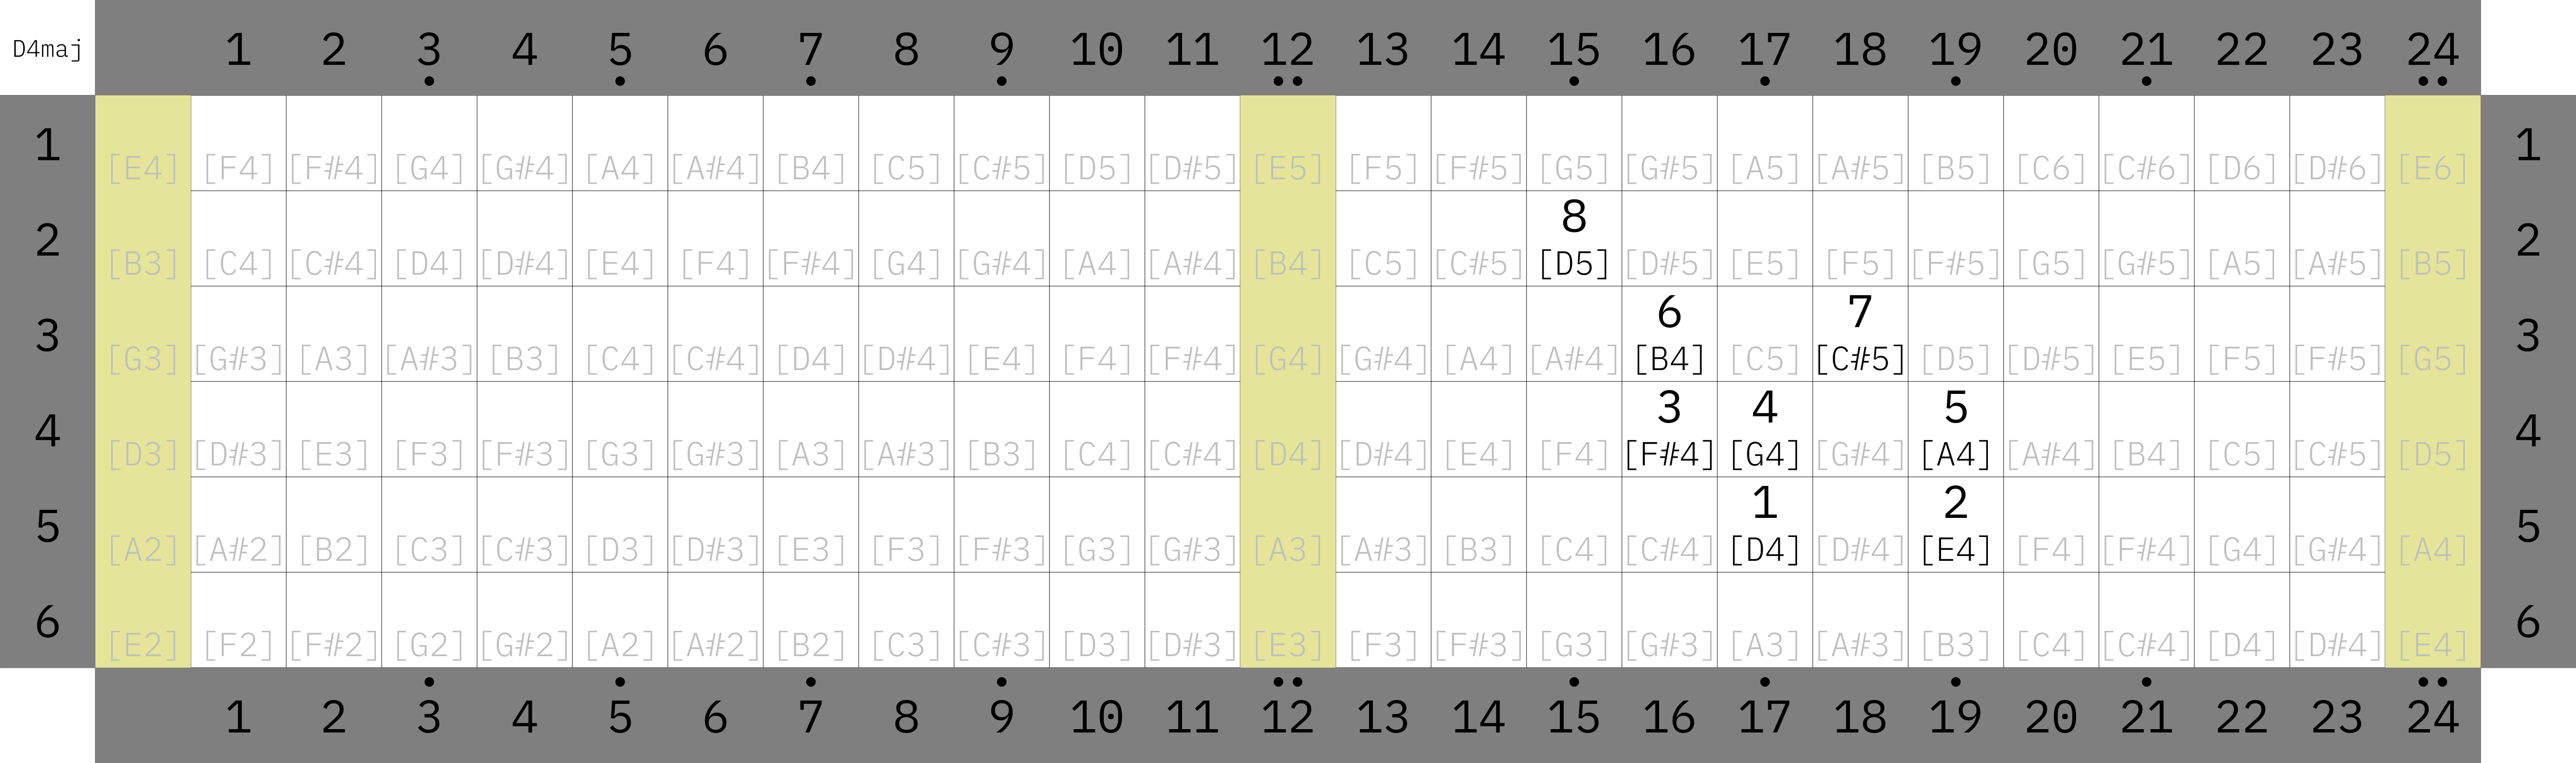 D4maj 1 2 3 4 5 6 7 8 9 10 11 12 13 14 15 16 17 18 19 20 21 22 23 24
1 [E4] [F4] [F#4] [G4] [G#4] [A4] [A#4] [B4] [C5] [C#5] [D5] [D#5] [E5] [F5] [F#5] [G5] [G#5] [A5] [A#5] [B5] [C6] [C#6] [D6] [D#6] [E6] 1
8
2 [B3] [C4] [C#4] [D4] [D#4] [E4] [F4] [F#4] [G4] [G#4] [A4] [A#4] [B4] [C5] [C#5] [D5] [D#5] [E5] [F5] [F#5] [G5] [G#5] [A5] [A#5] [B5] 2
6 7
3 [G3] [G#3] [A3] [A#3] [B3] [C4] [C#4] [D4] [D#4] [E4] [F4] [F#4] [G4] [G#4] [A4] [A#4] [B4] [C5] [C#5] [D5] [D#5] [E5] [F5] [F#5] [G5] 3
3 4 5
4 [D3] [D#3] [E3] [F3] [F#3] [G3] [G#3] [A3] [A#3] [B3] [C4] [C#4] [D4] [D#4] [E4] [F4] [F#4] [G4] [G#4] [A4] [A#4] [B4] [C5] [C#5] [D5] 4
1 2
5 [A2] [A#2] [B2] [C3] [C#3] [D3] [D#3] [E3] [F3] [F#3] [G3] [G#3] [A3] [A#3] [B3] [C4] [C#4] [D4] [D#4] [E4] [F4] [F#4] [G4] [G#4] [A4] 5
6 [E2] [F2] [F#2] [G2] [G#2] [A2] [A#2] [B2] [C3] [C#3] [D3] [D#3] [E3] [F3] [F#3] [G3] [G#3] [A3] [A#3] [B3] [C4] [C#4] [D4] [D#4] [E4] 6
1 2 3 4 5 6 7 8 9 10 11 12 13 14 15 16 17 18 19 20 21 22 23 24